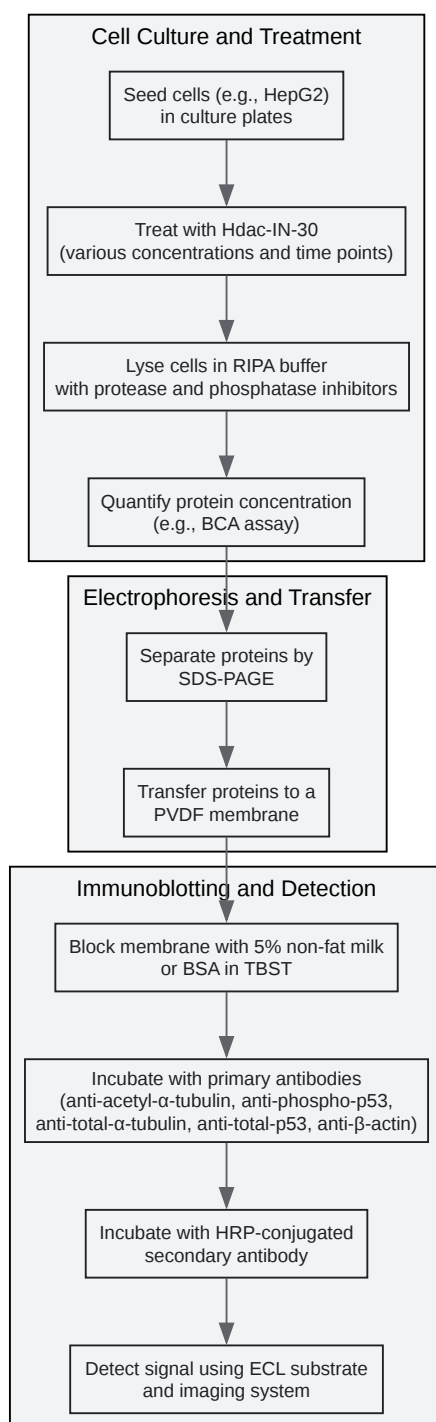 Cell Culture and Treatment
Seed cells (e.g., HepG2)
in culture plates
Treat with Hdac-IN-30
(various concentrations and time points)
Lyse cells in RIPA buffer
with protease and phosphatase inhibitors
Quantify protein concentration
(e.g., BCA assay)
Electrophoresis and Transfer
Separate proteins by
SDS-PAGE
Transfer proteins to a
PVDF membrane
Immunoblotting and Detection
Block membrane with 5% non-fat milk
or BSA in TBST
Incubate with primary antibodies
(anti-acetyl-α-tubulin, anti-phospho-p53,
anti-total-α-tubulin, anti-total-p53, anti-β-actin)
Incubate with HRP-conjugated
secondary antibody
Detect signal using ECL substrate
and imaging system